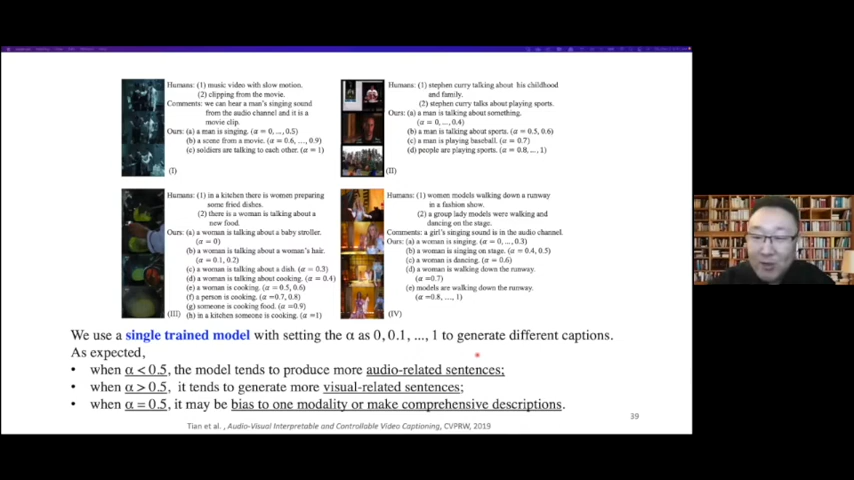 Humans: (1) music video with slow motion.
(2) clipping from the movie.
Comments: we can hear a man's singing sound
from the audio channel and it is a
movie clip.
Ours: (a) a man is singing. (α = 0, ..., 0.5)
(b) a scene from a movie. (α = 0.6, ..., 0.9)
(c) soldiers are talking to each other. (α = 1)
(I)
Humans: (1) stephen curry talking about his childhood
and family.
(2) stephen curry talks about playing sports.
Ours: (a) a man is talking about something.
(α = 0, ..., 0.4)
(b) a man is talking about sports. (α = 0.5, 0.6)
(c) a man is playing baseball. (α = 0.7)
(d) people are playing sports. (α = 0.8, ..., 1)
(II)
Humans: (1) in a kitchen there is women preparing
some fried dishes.
(2) there is a woman is talking about a
new food.
Ours: (a) a woman is talking about a baby stroller.
(α = 0)
(b) a woman is talking about a woman's hair.
(α = 0.1, 0.2)
(c) a woman is talking about a dish. (α = 0.3)
(d) a woman is talking about cooking. (α = 0.4)
(e) a woman is cooking. (α = 0.5, 0.6)
(f) a person is cooking. (α =0.7, 0.8)
(g) someone is cooking food. (α =0.9)
(III) (h) in a kitchen someone is cooking. (α =1)
Humans: (1) women models walking down a runway
in a fashion show.
(2) a group lady models were walking and
dancing on the stage.
Comments: a girl's singing sound is in the audio channel.
Ours: (a) a woman is singing. (α = 0, ..., 0.3)
(b) a woman is singing on stage. (α = 0.4, 0.5)
(c) a woman is dancing. (α = 0.6)
(d) a woman is walking down the runway.
(α =0.7)
(e) models are walking down the runway.
(α =0.8, ..., 1)
(IV)
We use a single trained model with setting the α as 0, 0.1, ..., 1 to generate different captions.
As expected,
• when α < 0.5, the model tends to produce more audio-related sentences;
• when α > 0.5, it tends to generate more visual-related sentences;
• when α = 0.5, it may be bias to one modality or make comprehensive descriptions.
39
Tian et al. , Audio-Visual Interpretable and Controllable Video Captioning, CVPRW, 2019